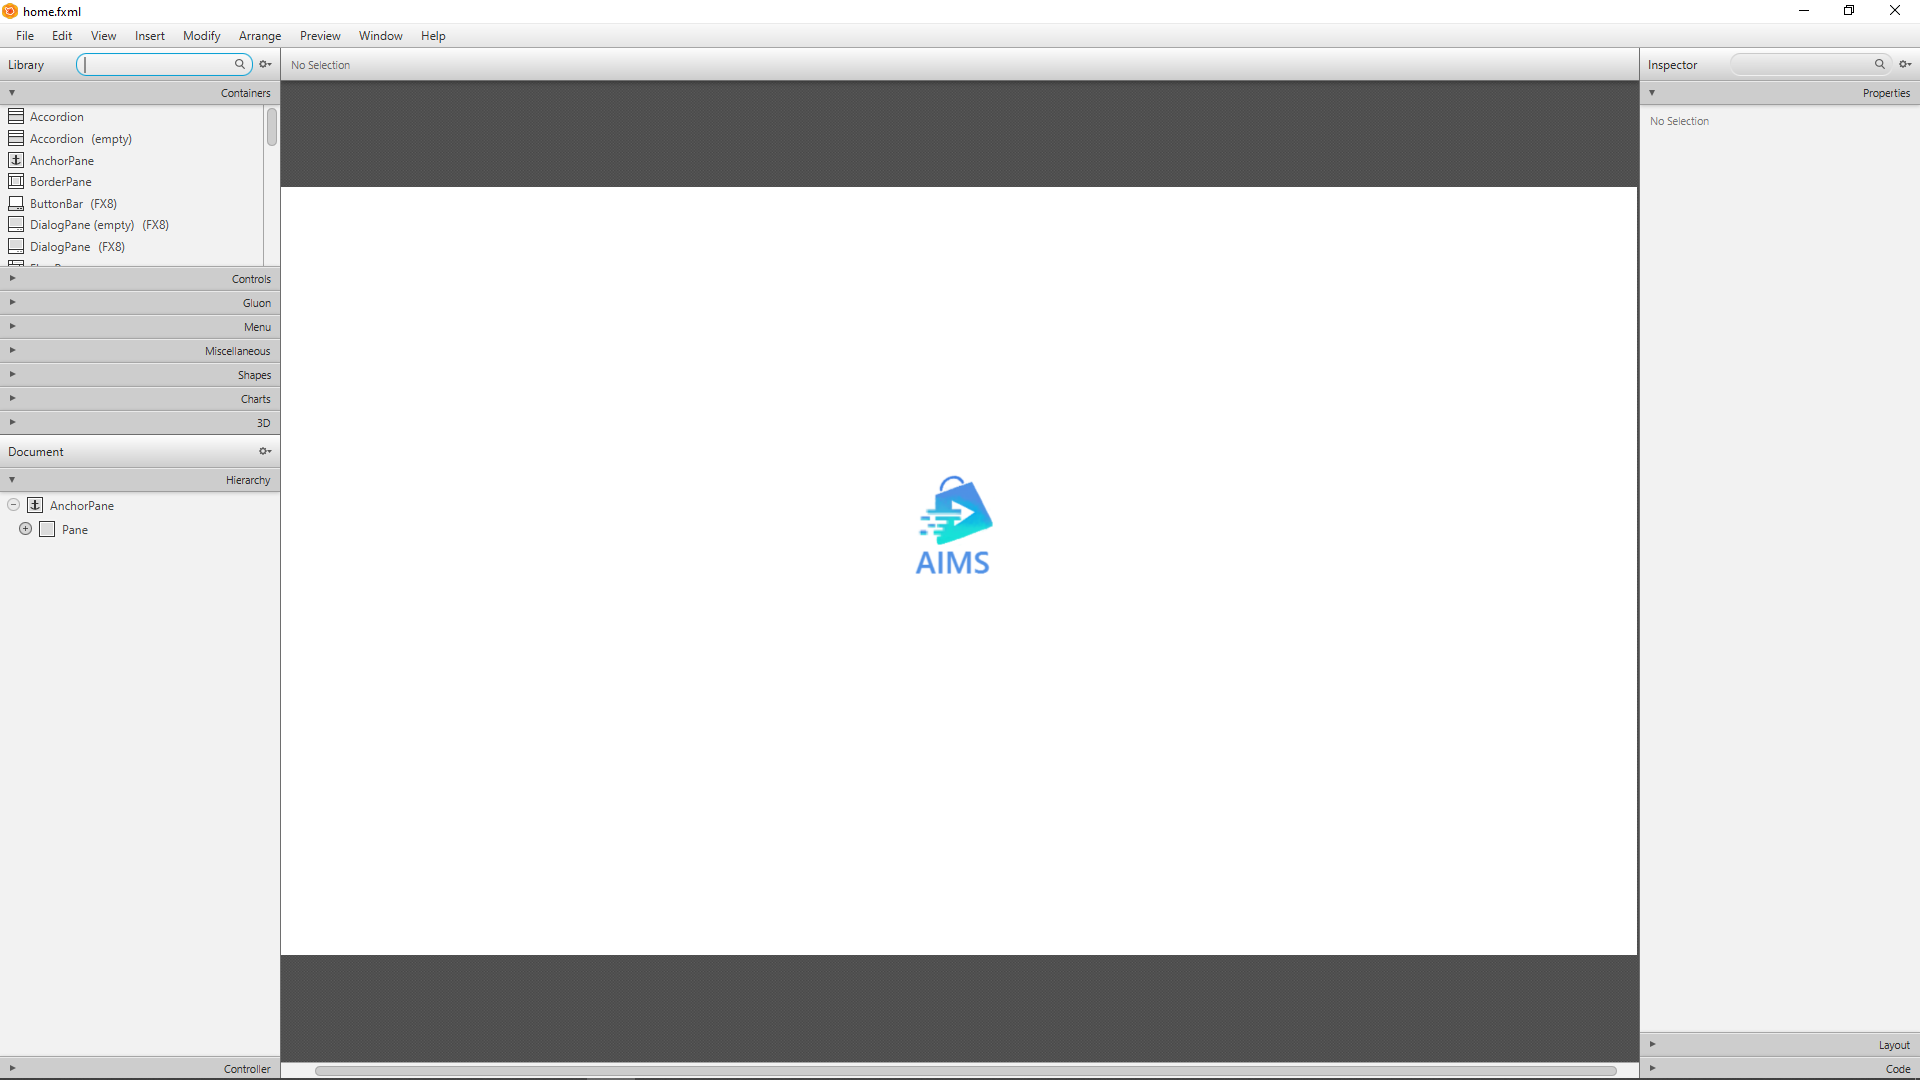 home.fxml
File Edit View Insert Modify Arrange Preview Window Help
Library
No Selection
Inspector
Containers
Properties
Accordion
Accordion (empty)
AnchorPane
BorderPane
ButtonBar (FX8)
DialogPane (empty) (FX8)
DialogPane (FX8)
No Selection
Controls
Gluon
Menu
Miscellaneous
Shapes
Charts
3D
Document
Hierarchy
AnchorPane
Pane
AIMS
Controller
Layout
Code